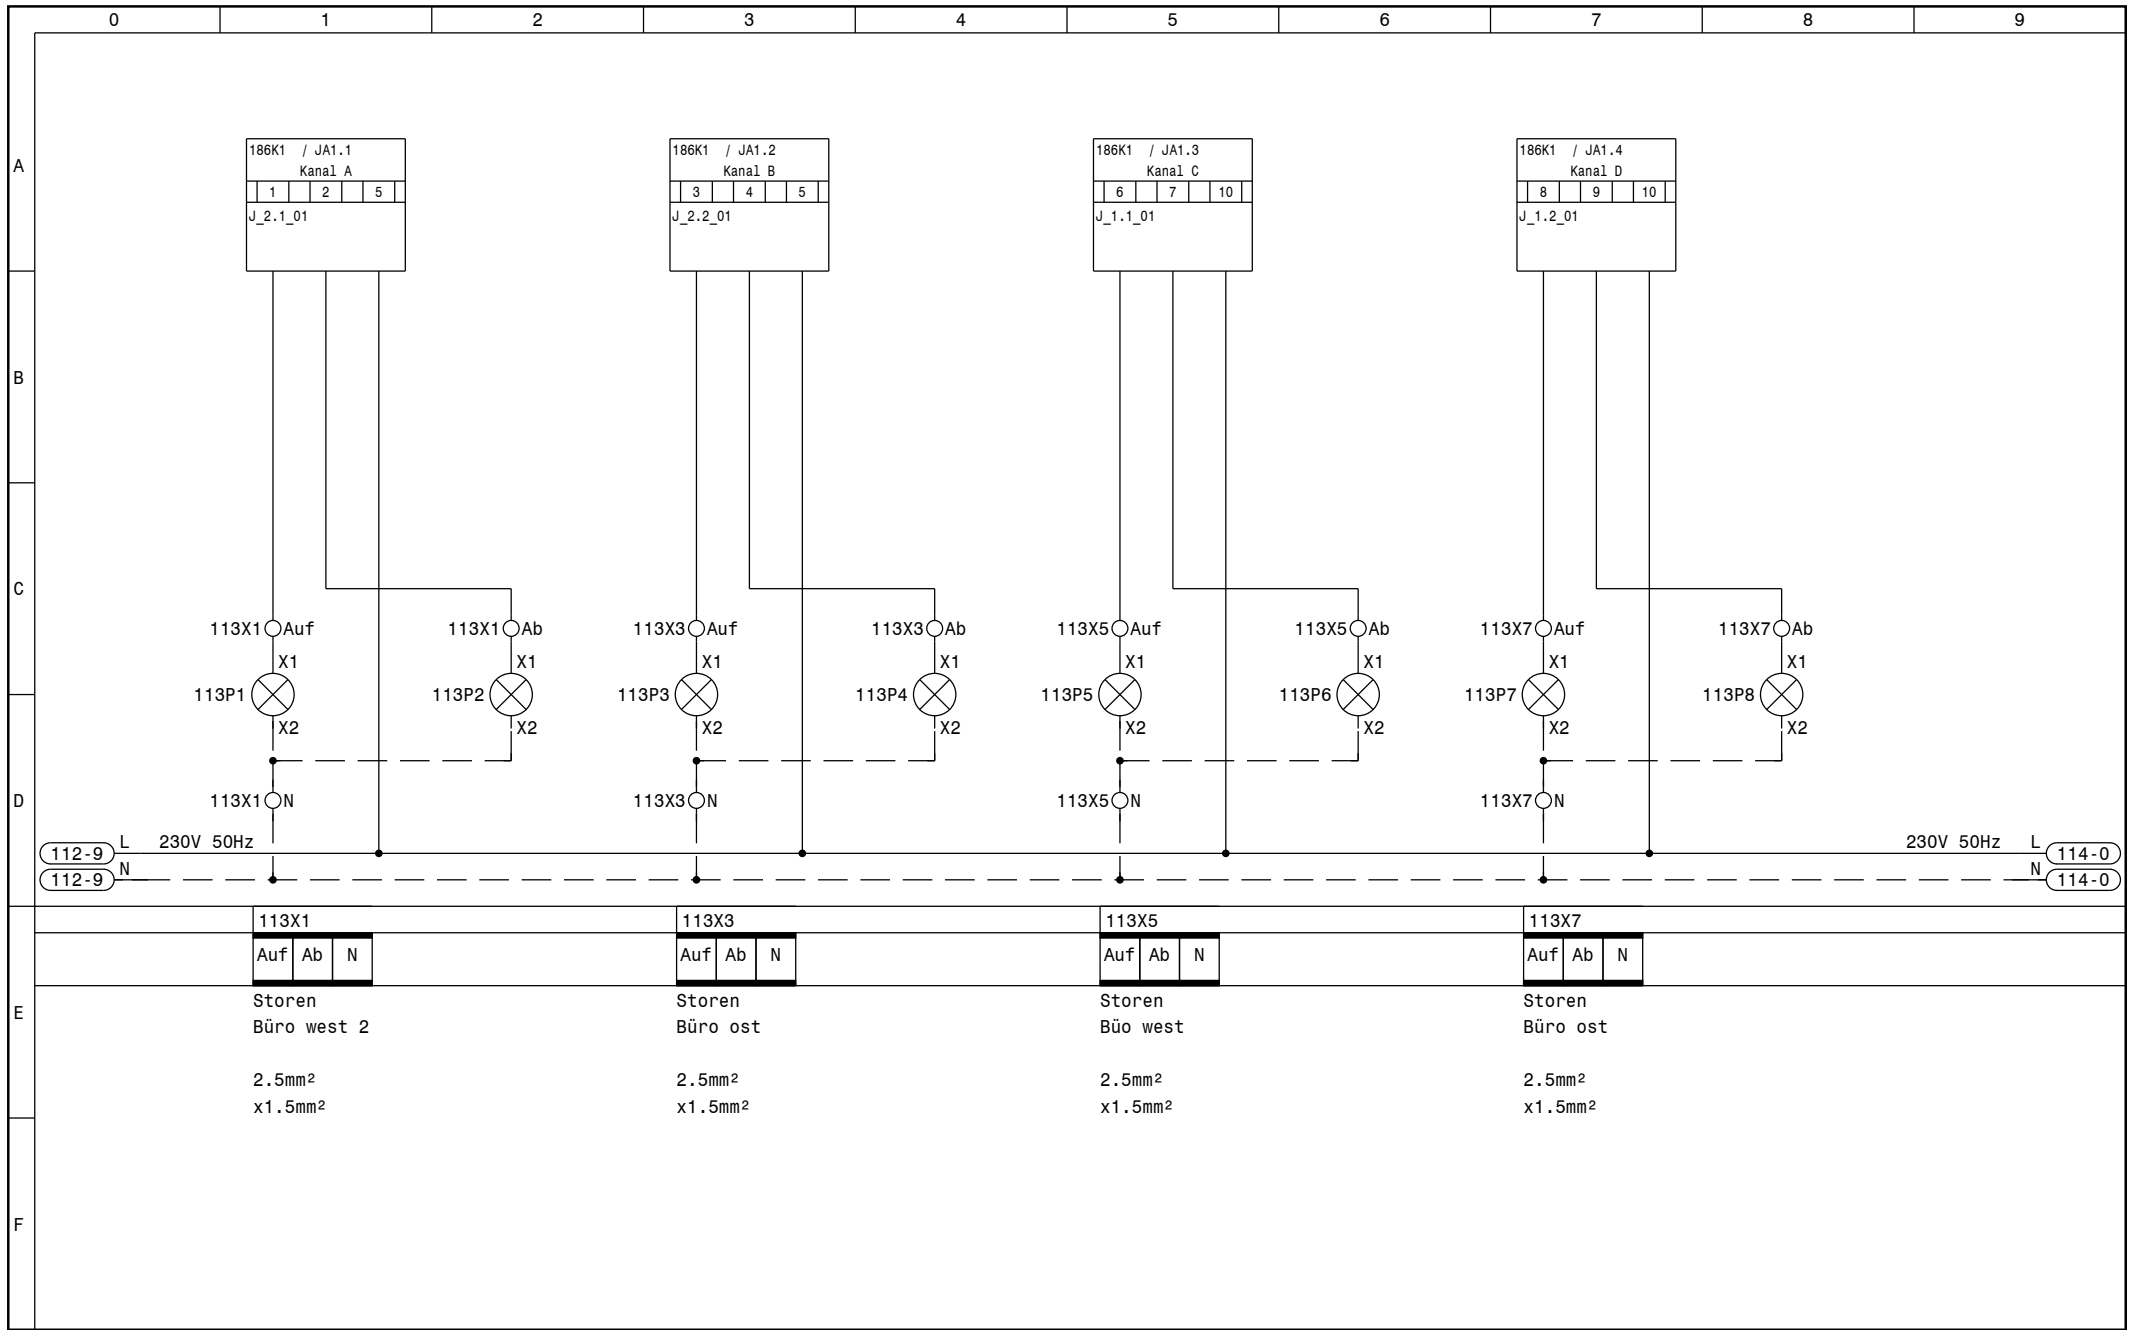 0 1 2 3 4 5 6 7 8 9
A
186K1 / JA1.1
Kanal A
1 2 5
J_2.1_01
186K1 / JA1.2
Kanal B
3 4 5
J_2.2_01
186K1 / JA1.3
Kanal C
6 7 10
J_1.1_01
186K1 / JA1.4
Kanal D
8 9 10
J_1.2_01
B
C
113X1 Auf 113X1 Ab 113X3 Auf 113X3 Ab 113X5 Auf 113X5 Ab 113X7 Auf 113X7 Ab
X1 X1 X1 X1 X1 X1 X1 X1
113P1 113P2 113P3 113P4 113P5 113P6 113P7 113P8
X2 X2 X2 X2 X2 X2 X2 X2
D
113X1 N 113X3 N 113X5 N 113X7 N
112-9 L 230V 50Hz 230V 50Hz L 114-0
112-9 N N 114-0
113X1 113X3 113X5 113X7
Auf Ab N Auf Ab N Auf Ab N Auf Ab N
E
Storen
Büro west 2
2.5mm²
x1.5mm²
Storen
Büro ost
2.5mm²
x1.5mm²
Storen
Büo west
2.5mm²
x1.5mm²
Storen
Büro ost
2.5mm²
x1.5mm²
F